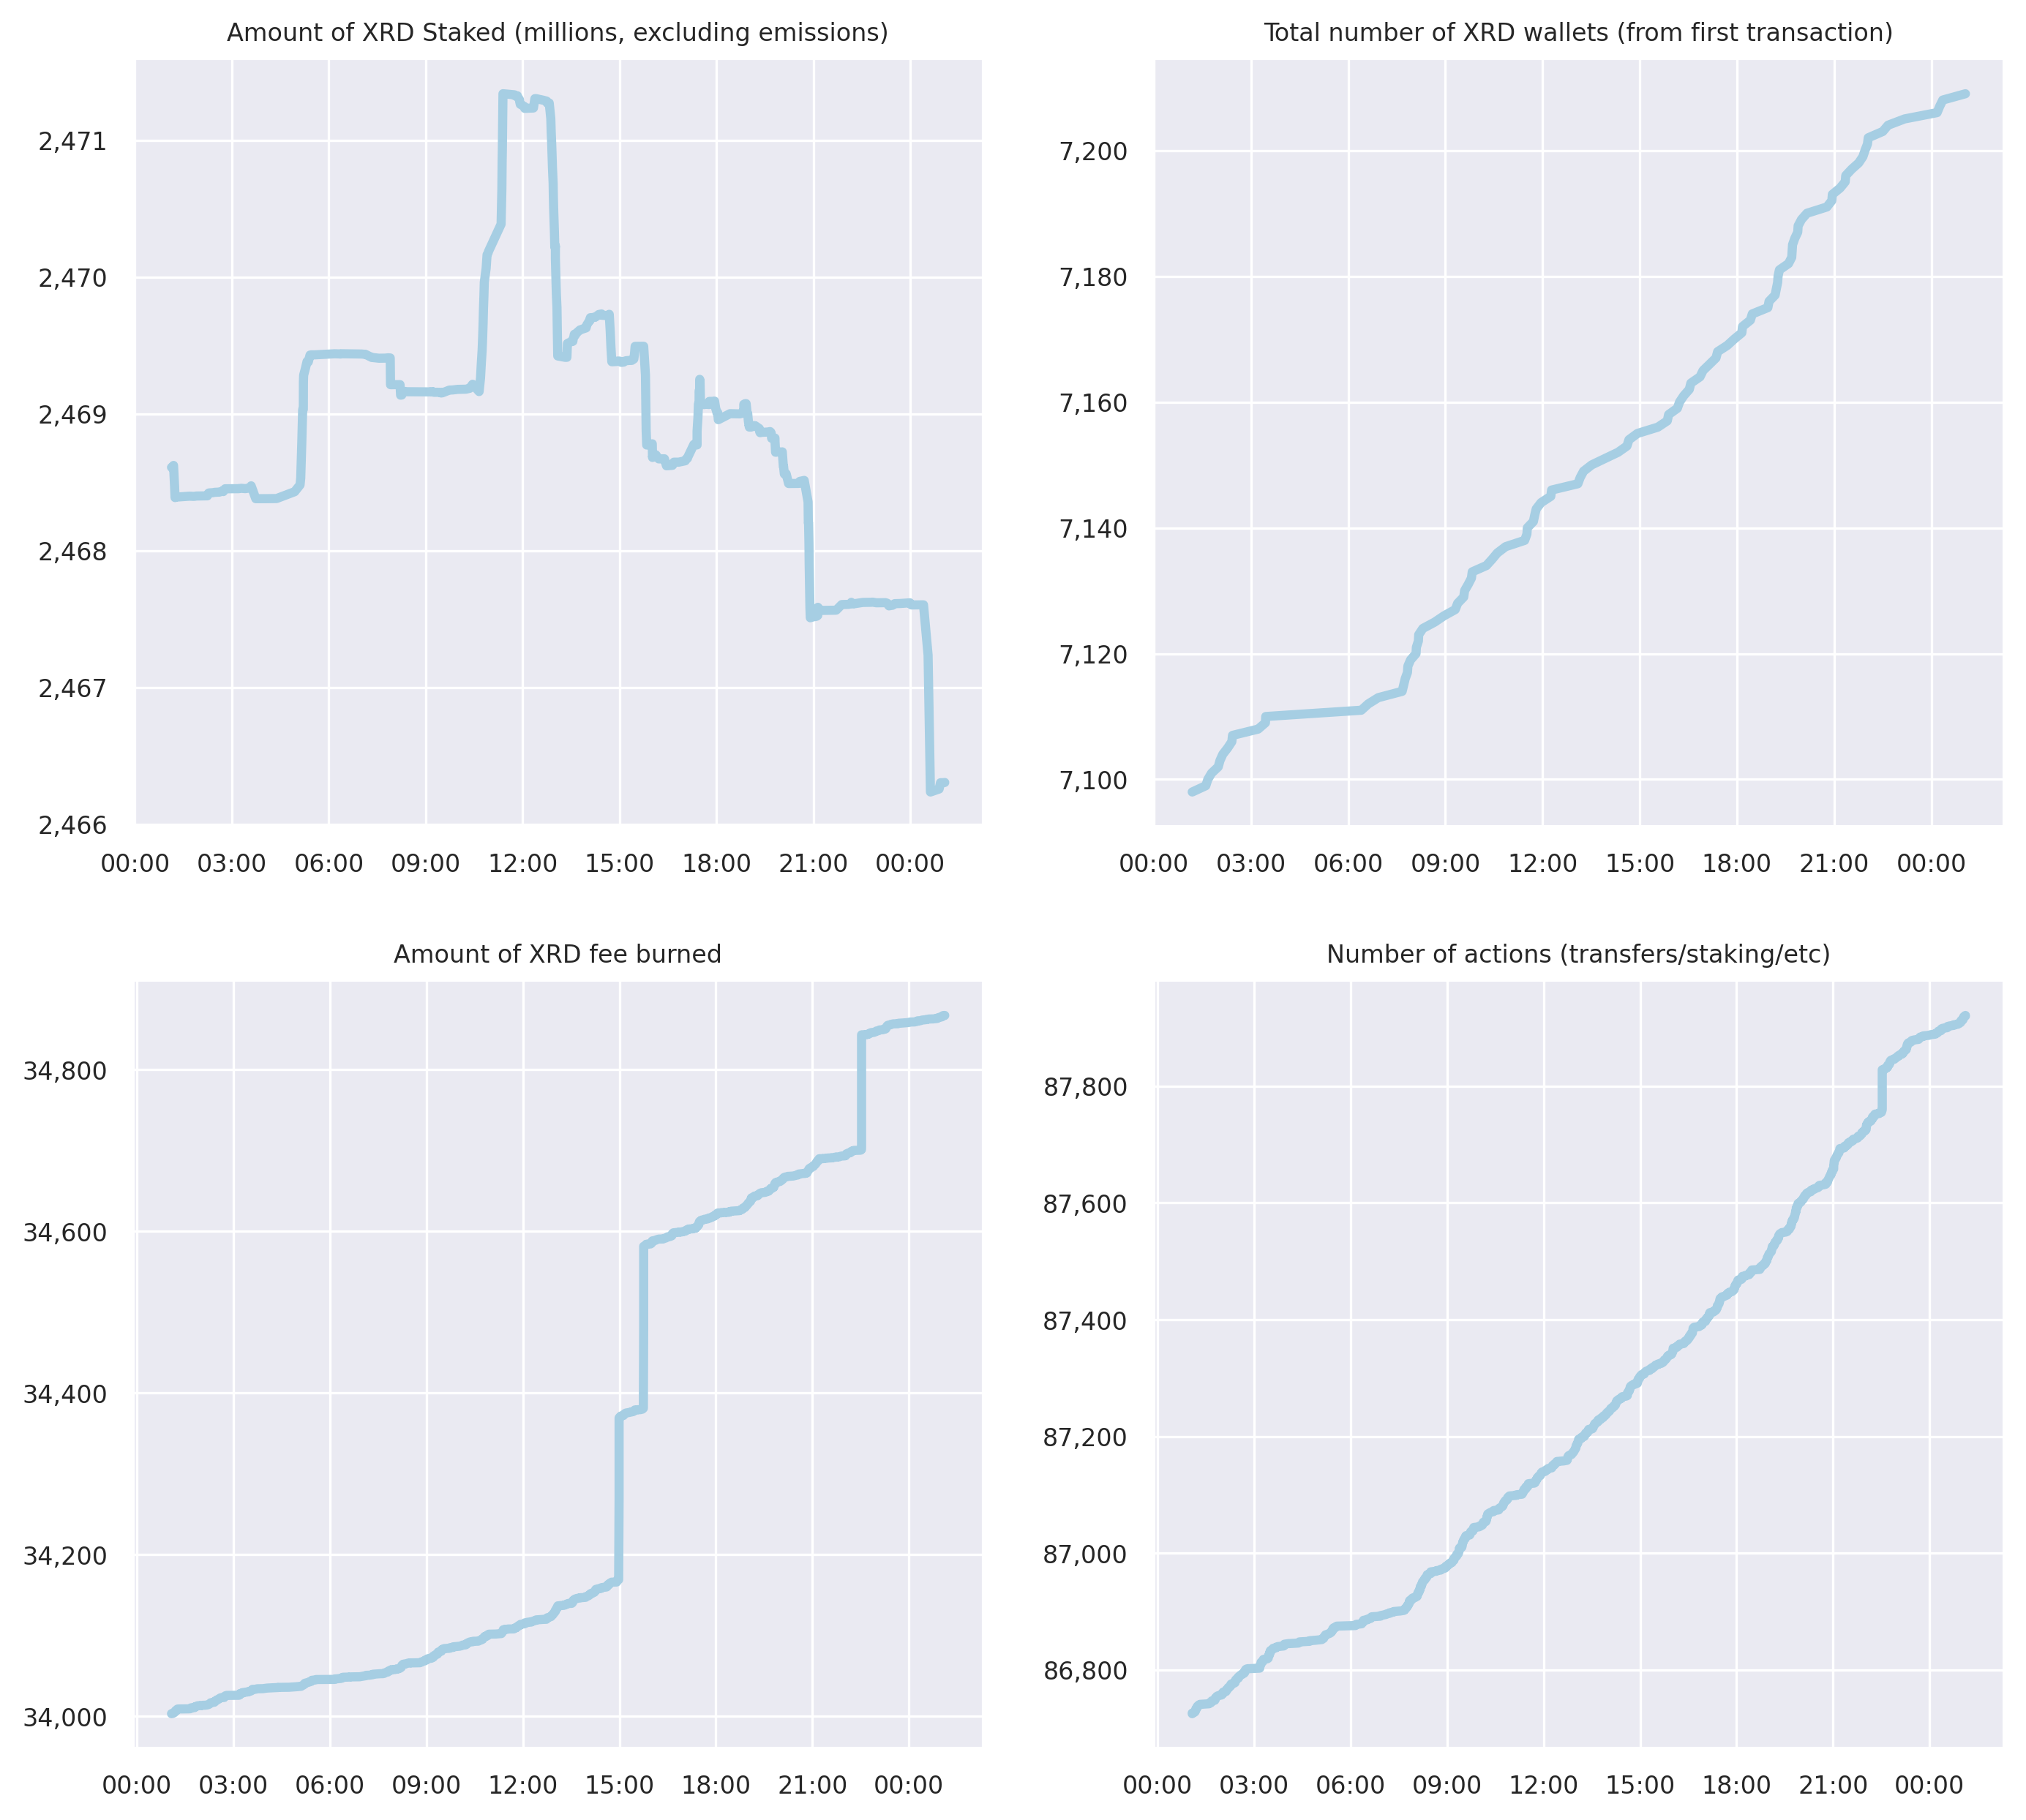 Amount of XRD Staked (millions, excluding emissions)
2,471
2,470
2,469
2,468
2,467
2,466
00:00 03:00 06:00 09:00 12:00 15:00 18:00 21:00 00:00
Total number of XRD wallets (from first transaction)
7,200
7,180
7,160
7,140
7,120
7,100
00:00 03:00 06:00 09:00 12:00 15:00 18:00 21:00 00:00
Amount of XRD fee burned
34,800
34,600
34,400
34,200
34,000
00:00 03:00 06:00 09:00 12:00 15:00 18:00 21:00 00:00
Number of actions (transfers/staking/etc)
87,800
87,600
87,400
87,200
87,000
86,800
00:00 03:00 06:00 09:00 12:00 15:00 18:00 21:00 00:00